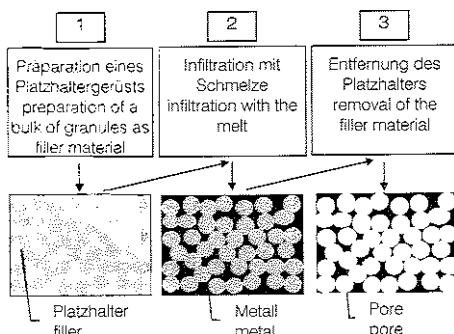 1
Präparation eines
Platzhaltergerüsts
preparation of a
bulk of granules as
filler material
2
Infiltration mit
Schmelze
infiltration with the
melt
3
Entfernung des
Platzhalters
removal of the
filler material
Platzhalter
filler
Metall
metal
Pore
pore